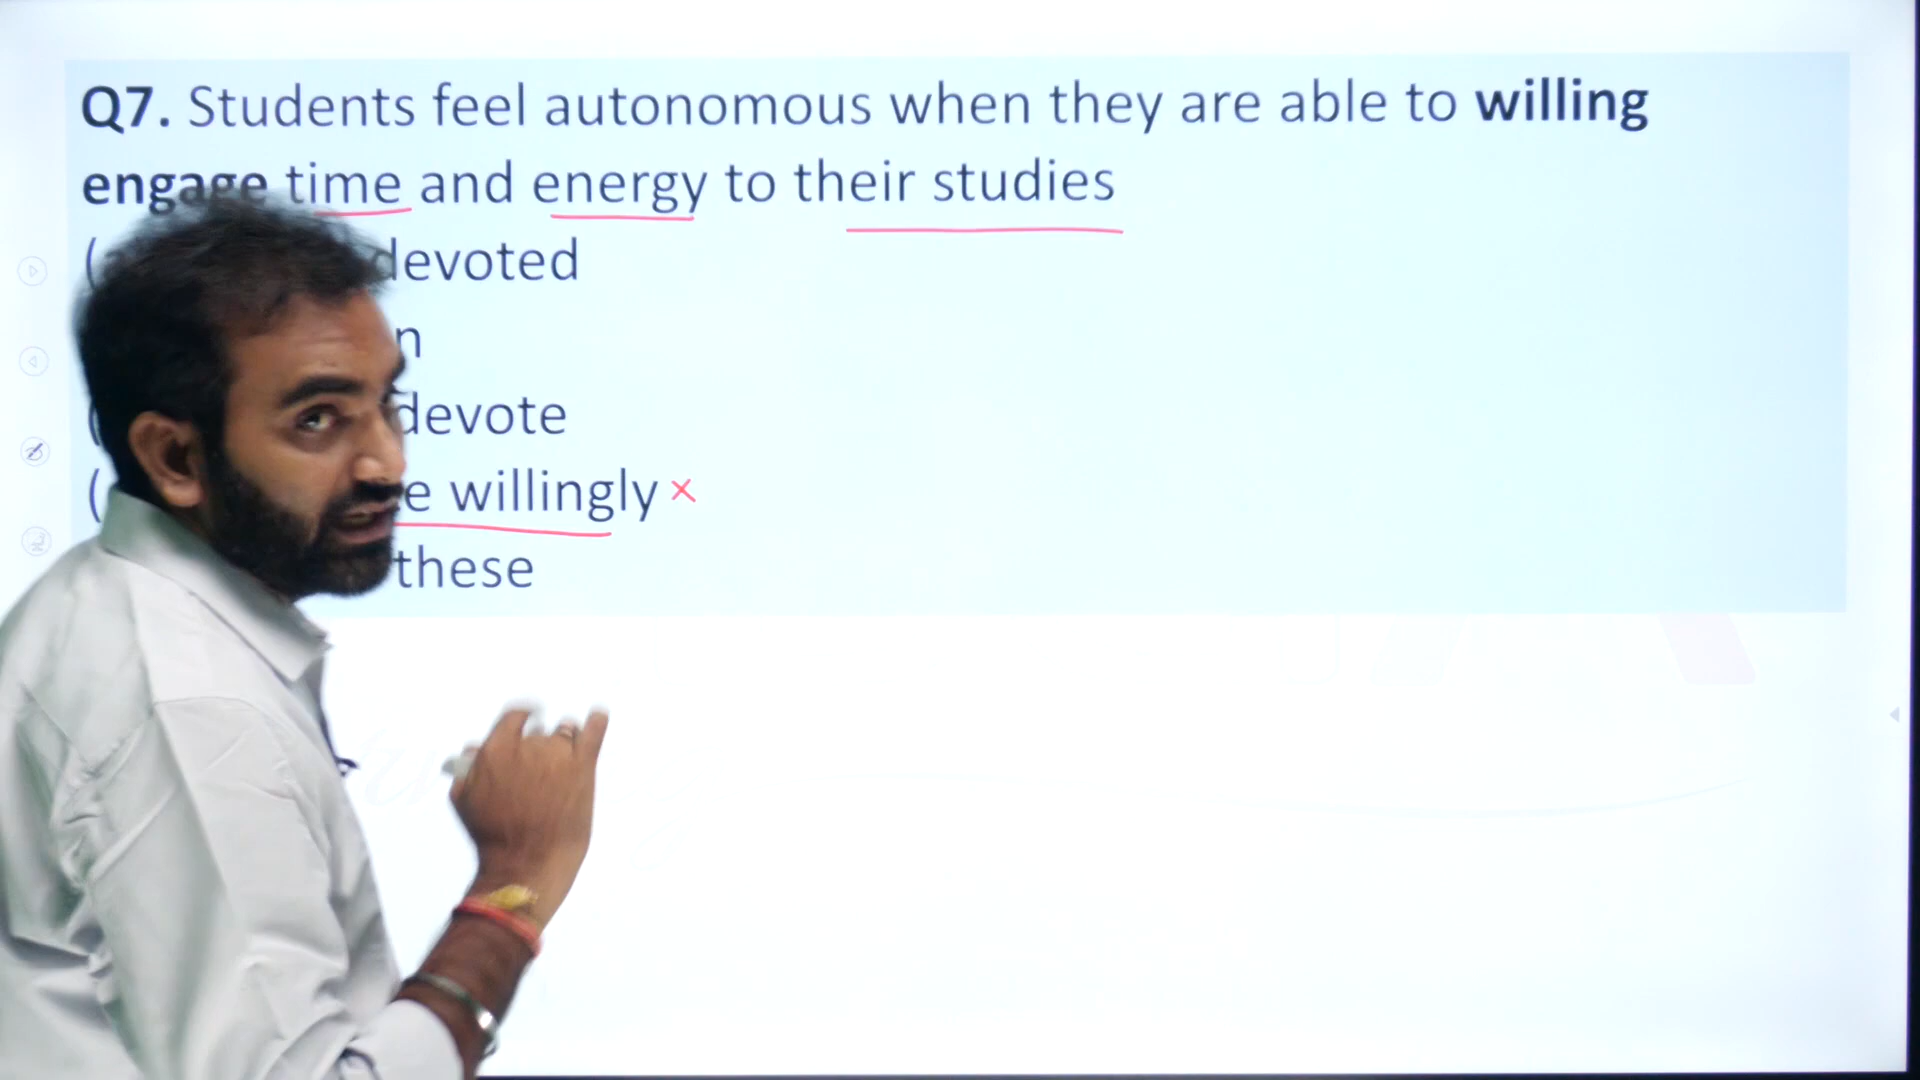 Q7. Students feel autonomous when they are able to willing
engage time and energy to their studies
( devoted
n
( devote
( e willingly ×
these